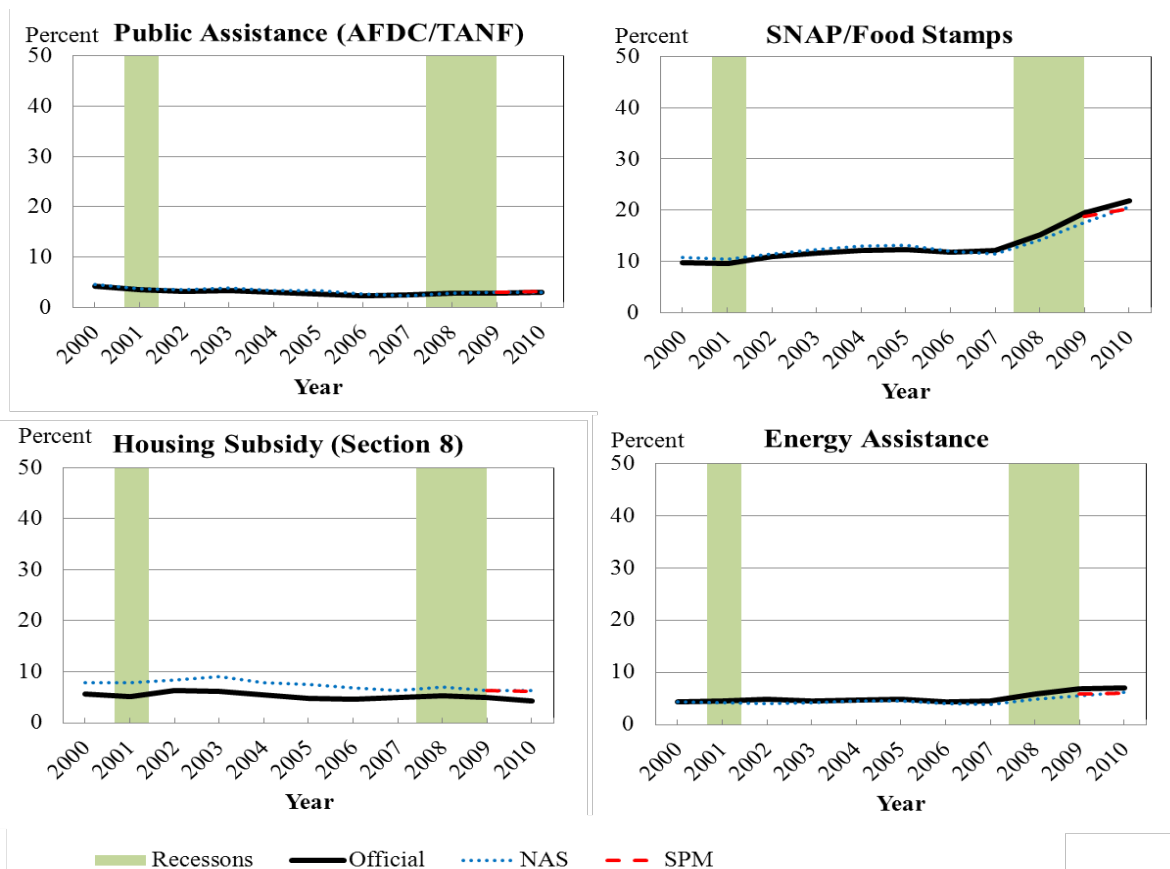 Percent Public Assistance (AFDC/TANF)
50
40
30
20
10
0
2000 2001 2002 2003 2004 2005 2006 2007 2008 2009 2010
Year
Percent SNAP/Food Stamps
50
40
30
20
10
0
2000 2001 2002 2003 2004 2005 2006 2007 2008 2009 2010
Year
Percent Housing Subsidy (Section 8)
50
40
30
20
10
0
2000 2001 2002 2003 2004 2005 2006 2007 2008 2009 2010
Year
Percent Energy Assistance
50
40
30
20
10
0
2000 2001 2002 2003 2004 2005 2006 2007 2008 2009 2010
Year
Recessons Official NAS SPM